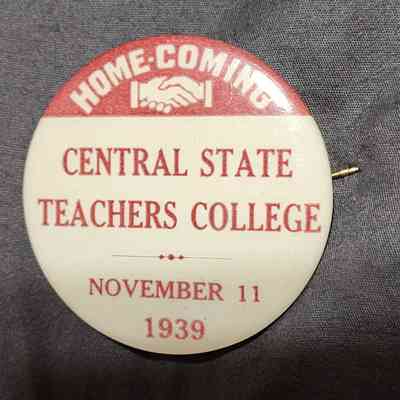 HOME-COMING
CENTRAL STATE
TEACHERS COLLEGE
NOVEMBER 11
1939